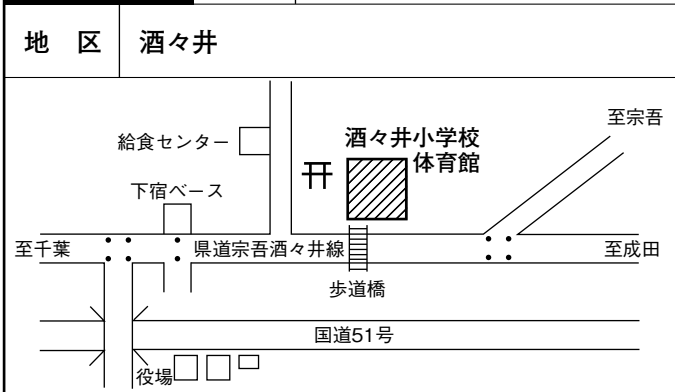 地区 酒々井
至宗吾
酒々井小学校
体育館
給食センター
下宿ベース
至千葉
県道宗吾酒々井線
至成田
歩道橋
国道51号
役場